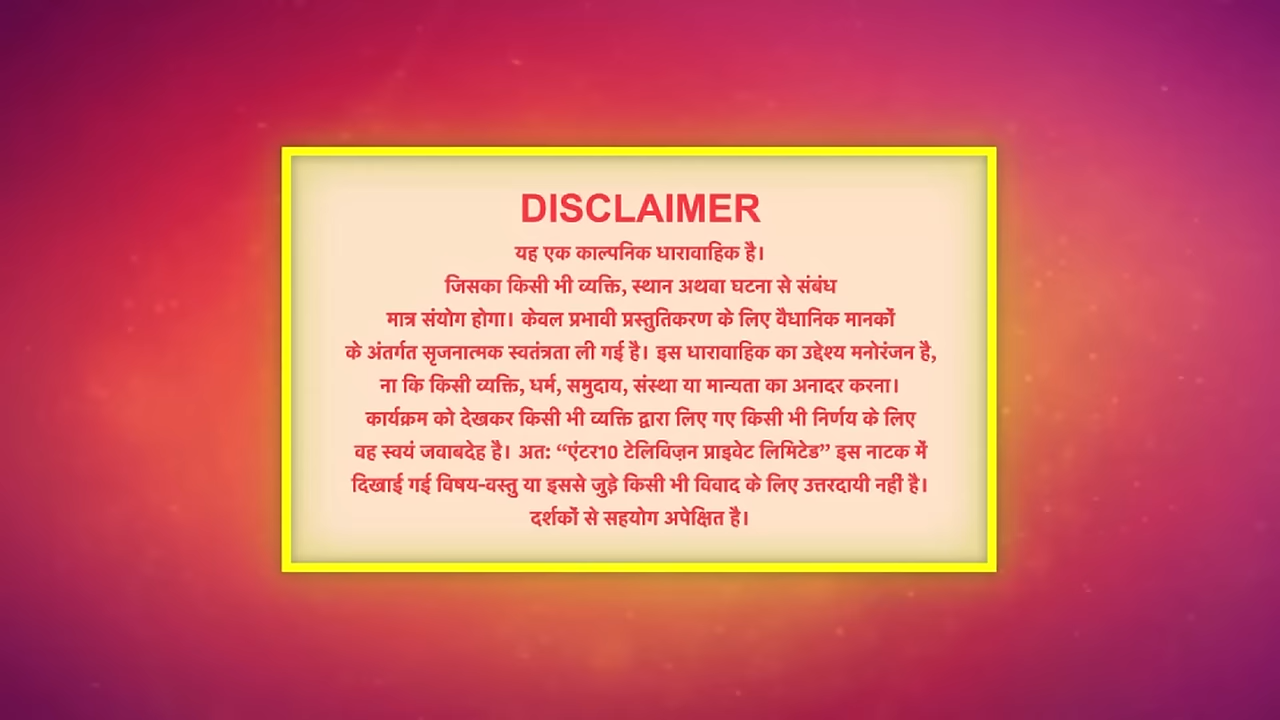 DISCLAIMER
यह एक काल्पनिक धारावाहिक है।
जिसका किसी भी व्यक्ति, स्थान अथवा घटना से संबंध
मात्र संयोग होगा। केवल प्रभावी प्रस्तुतिकरण के लिए वैधानिक मानकों
के अंतर्गत सृजनात्मक स्वतंत्रता ली गई है। इस धारावाहिक का उद्देश्य मनोरंजन है,
ना कि किसी व्यक्ति, धर्म, समुदाय, संस्था या मान्यता का अनादर करना।
कार्यक्रम को देखकर किसी भी व्यक्ति द्वारा लिए गए किसी भी निर्णय के लिए
वह स्वयं जवाबदेह है। अत: “एंटर10 टेलिविज़न प्राइवेट लिमिटेड” इस नाटक में
दिखाई गई विषय-वस्तु या इससे जुड़े किसी भी विवाद के लिए उत्तरदायी नहीं है।
दर्शकों से सहयोग अपेक्षित है।